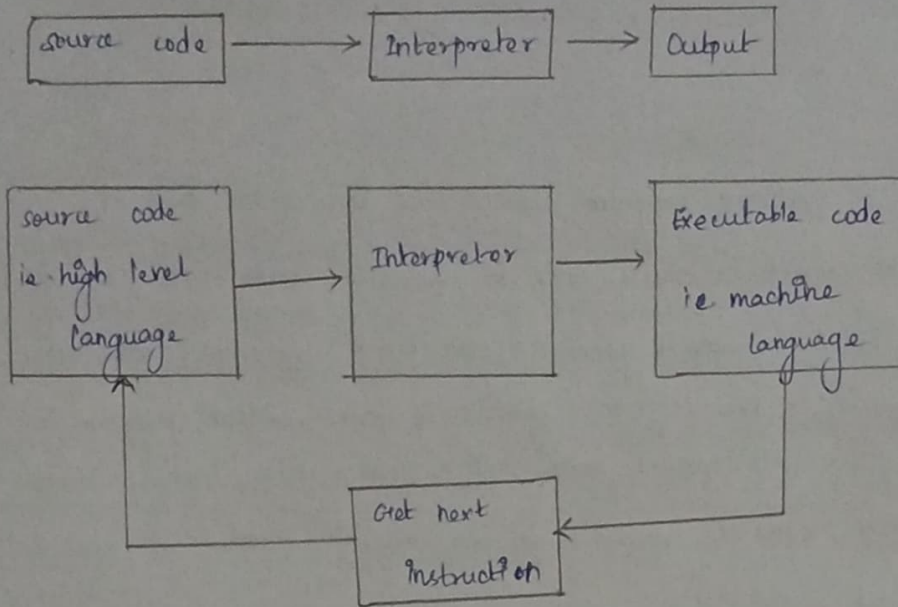 source code
Interpreter
Output
source code
ie high level
language
Interpretor
Executable code
ie machine
language
Get next
instruction